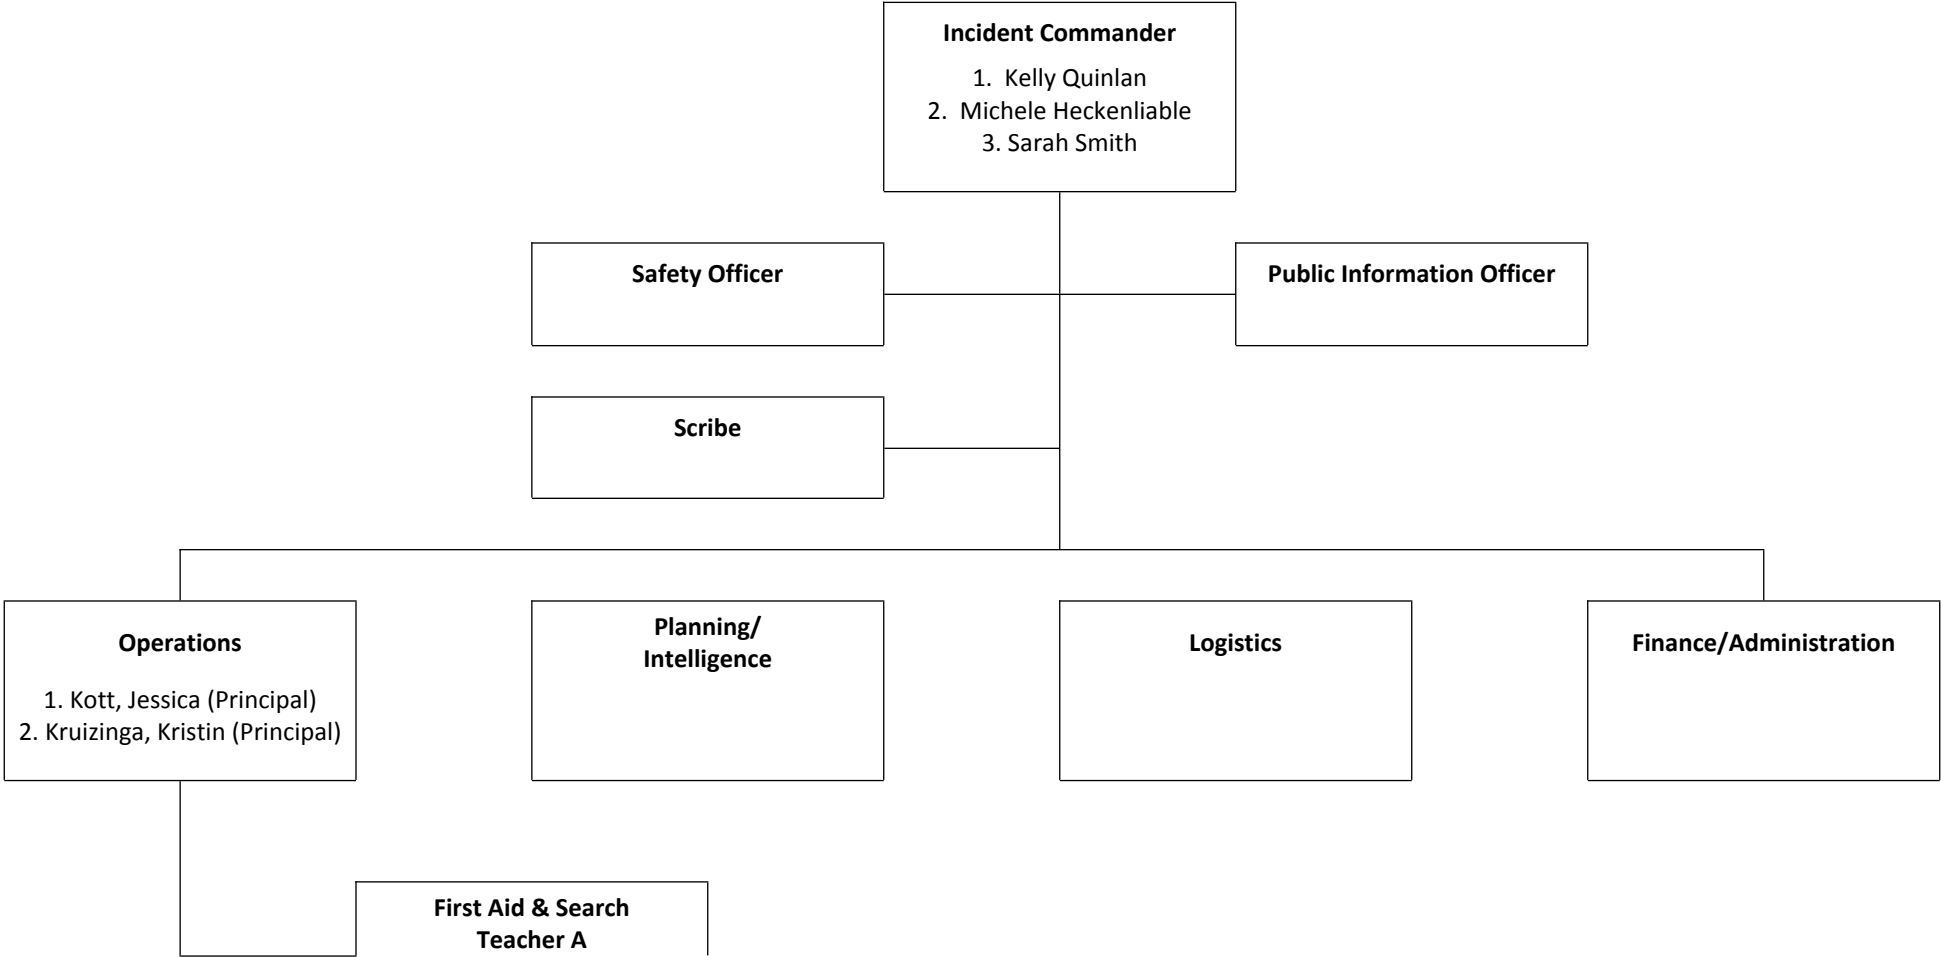 Incident Commander
1. Kelly Quinlan
2. Michele Heckenliable
3. Sarah Smith
Safety Officer
Public Information Officer
Scribe
Operations
1. Kott, Jessica (Principal)
2. Kruizinga, Kristin (Principal)
Planning/
Intelligence
Logistics
Finance/Administration
First Aid & Search
Teacher A